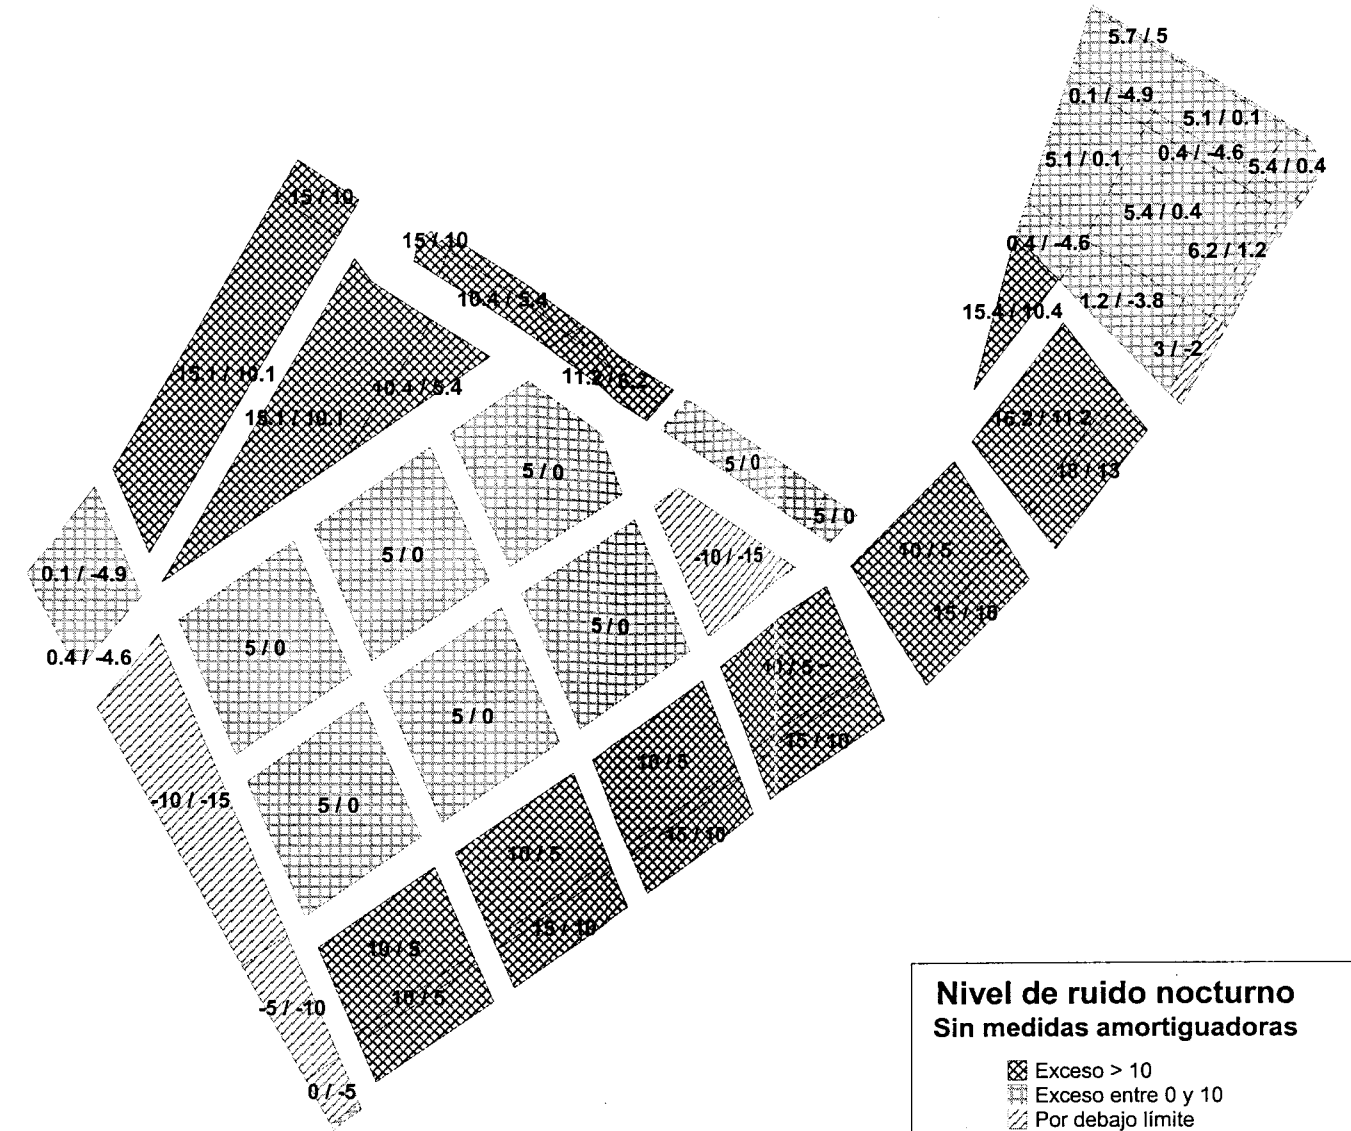 5.7 / 5
0.1 / -4.9
5.1 / 0.1
5.1 / 0.1
0.4 / -4.6
5.4 / 0.4
15 / 10
5.4 / 0.4
15 / 10
0.4 / -4.6
6.2 / 1.2
10.4 / 5.4
1.2 / -3.8
15.4 / 10.4
3 / -2
15.1 / 10.1
10.4 / 5.4
11.2 / 6.2
15.1 / 10.1
16.2 / 11.2
5 / 0
5 / 0
18 / 13
5 / 0
5 / 0
-10 / -15
10 / 5
0.1 / -4.9
15 / 10
5 / 0
5 / 0
0.4 / -4.6
10 / 5
5 / 0
15 / 10
10 / 5
-10 / -15
5 / 0
15 / 10
10 / 5
15 / 10
10 / 5
10 / 5
-5 / -10
0 / -5
Nivel de ruido nocturno
Sin medidas amortiguadoras
Exceso > 10
Exceso entre 0 y 10
Por debajo límite